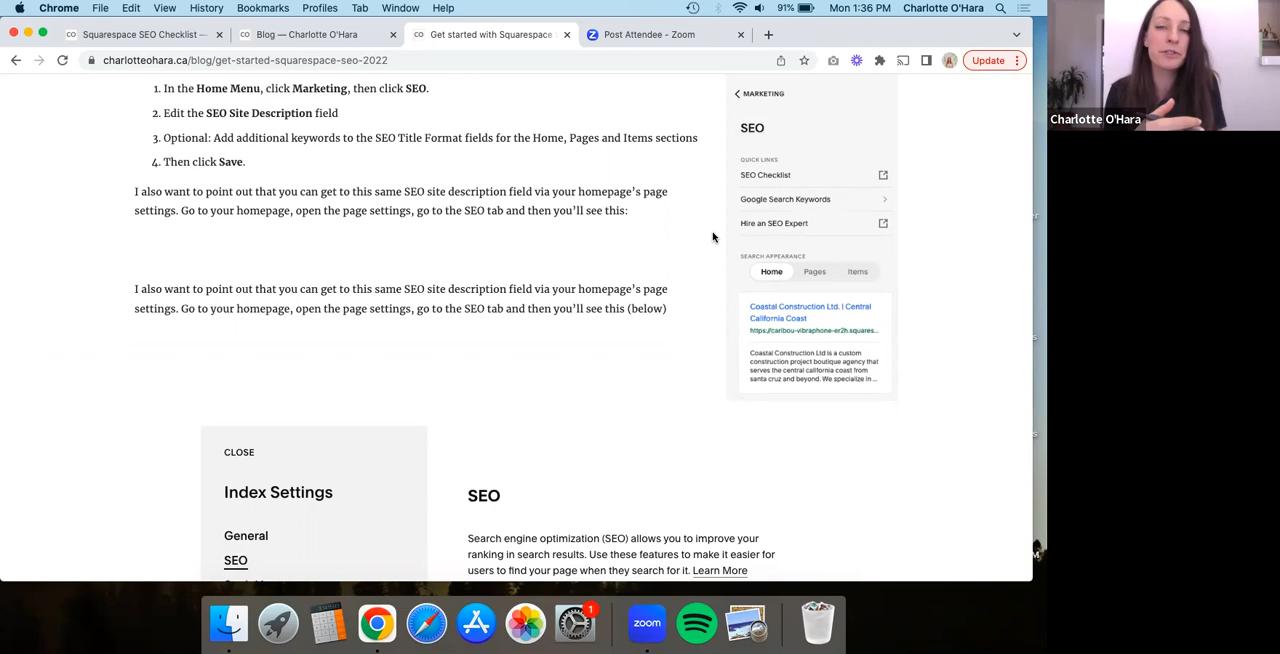 Chrome File Edit View History Bookmarks Profiles Tab Window Help 91% Mon 1:36 PM Charlotte O'Hara
CO Squarespace SEO Checklist — CO Blog — Charlotte O'Hara CO Get started with Squarespace Post Attendee - Zoom
charlotteohara.ca/blog/get-started-squarespace-seo-2022 Update
1. In the Home Menu, click Marketing, then click SEO.
2. Edit the SEO Site Description field
3. Optional: Add additional keywords to the SEO Title Format fields for the Home, Pages and Items sections
4. Then click Save.
I also want to point out that you can get to this same SEO site description field via your homepage's page
settings. Go to your homepage, open the page settings, go to the SEO tab and then you'll see this:
I also want to point out that you can get to this same SEO site description field via your homepage's page
settings. Go to your homepage, open the page settings, go to the SEO tab and then you'll see this (below)
MARKETING
SEO
QUICK LINKS
SEO Checklist
Google Search Keywords
Hire an SEO Expert
SEARCH APPEARANCE
Home Pages Items
Coastal Construction Ltd. | Central
California Coast
https://caribou-vibraphone-er2h.squares...
Coastal Construction Ltd is a custom
construction project boutique agency that
serves the central california coast from
santa cruz and beyond. We specialize in...
CLOSE
Index Settings
General
SEO
SEO
Search engine optimization (SEO) allows you to improve your
ranking in search results. Use these features to make it easier for
users to find your page when they search for it. Learn More
Charlotte O'Hara
1
zoom